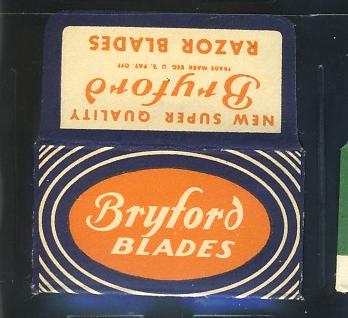 NEW SUPER QUALITY
Bryford
TRADE MARK REG. U. S. PAT. OFF
RAZOR BLADES
Bryford
BLADES